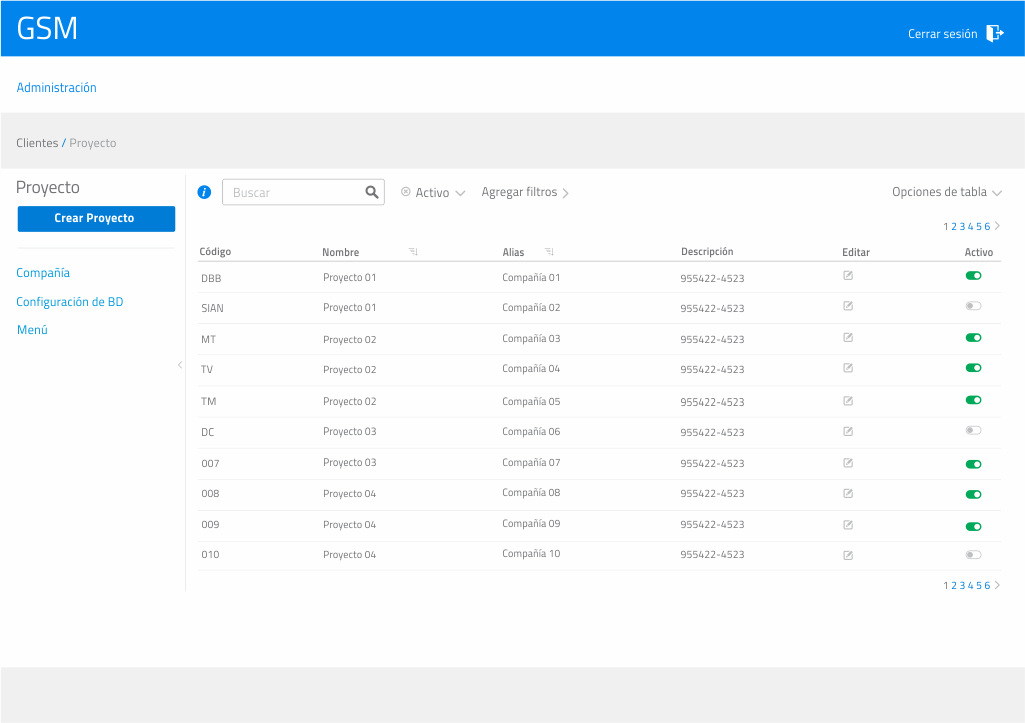 GSM
Cerrar sesión
Administración
Clientes / Proyecto
Proyecto
Crear Proyecto
Compañía
Configuración de BD
Menú
i Buscar Activo Agregar filtros Opciones de tabla
1 2 3 4 5 6
Código Nombre Alias Descripción Editar Activo
DBB Proyecto 01 Compañía 01 955422-4523
SIAN Proyecto 01 Compañía 02 955422-4523
MT Proyecto 02 Compañía 03 955422-4523
TV Proyecto 02 Compañía 04 955422-4523
TM Proyecto 02 Compañía 05 955422-4523
DC Proyecto 03 Compañía 06 955422-4523
007 Proyecto 03 Compañía 07 955422-4523
008 Proyecto 04 Compañía 08 955422-4523
009 Proyecto 04 Compañía 09 955422-4523
010 Proyecto 04 Compañía 10 955422-4523
1 2 3 4 5 6